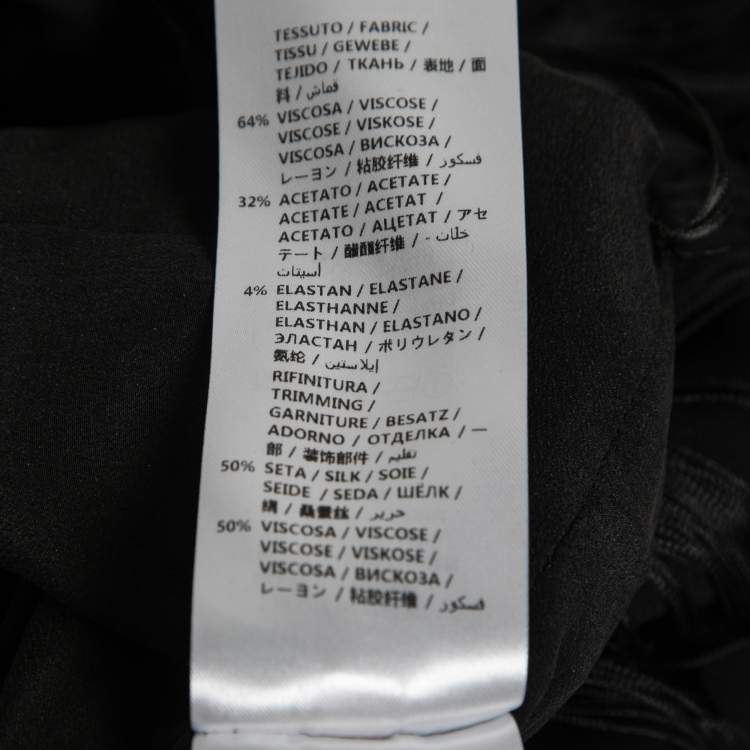 TESSUTO / FABRIC /
TISSU / GEWEBE /
TEJIDO / ТКАНЬ / 表地 / 面
料 / قماش
64% VISCOSA / VISCOSE /
VISCOSE / VISKOSE /
VISCOSA / ВИСКОЗА /
レーヨン / 粘胶纤维 / فسكوز
32% ACETATO / ACETATE /
ACETATE / ACETAT /
ACETATO / АЦЕТАТ / アセ
テート / 醋酯纤维 / خلات -
أسيتات
4% ELASTAN / ELASTANE /
ELASTHANNE /
ELASTHAN / ELASTANO /
ЭЛАСТАН / ポリウレタン /
氨纶 / إيلاستين
RIFINITURA /
TRIMMING /
GARNITURE / BESATZ /
ADORNO / ОТДЕЛКА / 一
部 / 装饰部件 / تقليم
50% SETA / SILK / SOIE /
SEIDE / SEDA / ШЁЛК /
絹 / 桑蚕丝 / حرير
50% VISCOSA / VISCOSE /
VISCOSE / VISKOSE /
VISCOSA / ВИСКОЗА /
レーヨン / 粘胶纤维 / فسكوز